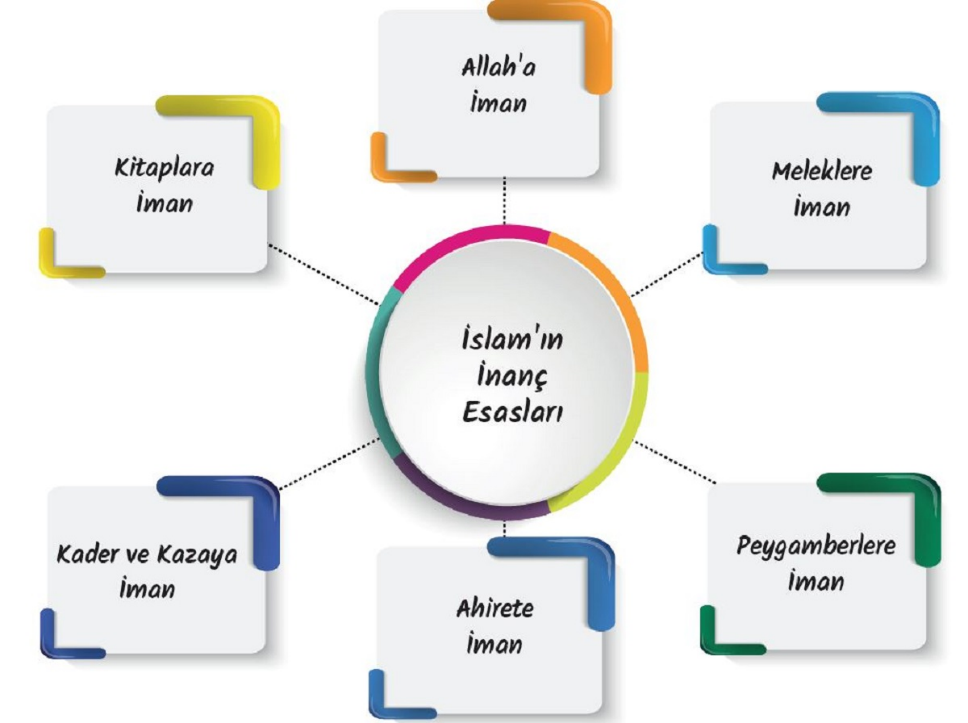 Allah'a
İman
Kitaplara
İman
Meleklere
İman
İslam'ın
İnanç
Esasları
Kader ve Kazaya
İman
Peygamberlere
İman
Ahirete
İman